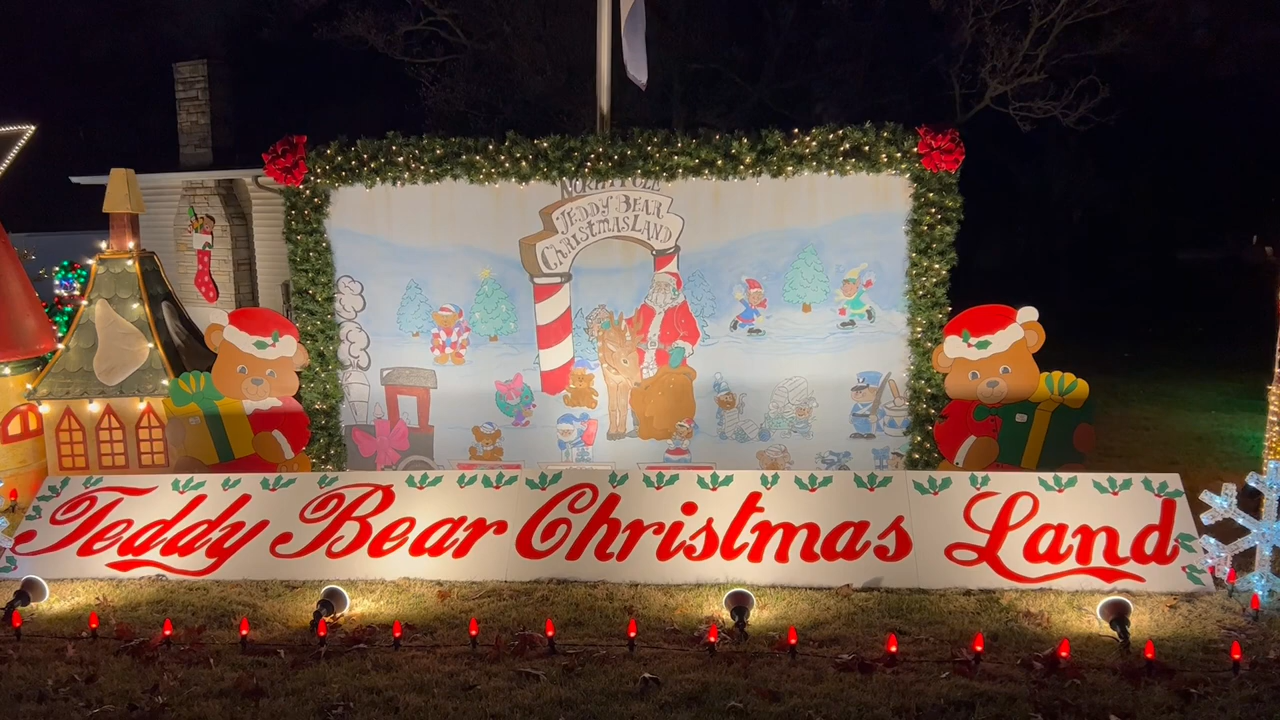 NORTH POLE
TEDDY BEAR
CHRISTMAS LAND
Teddy Bear Christmas Land